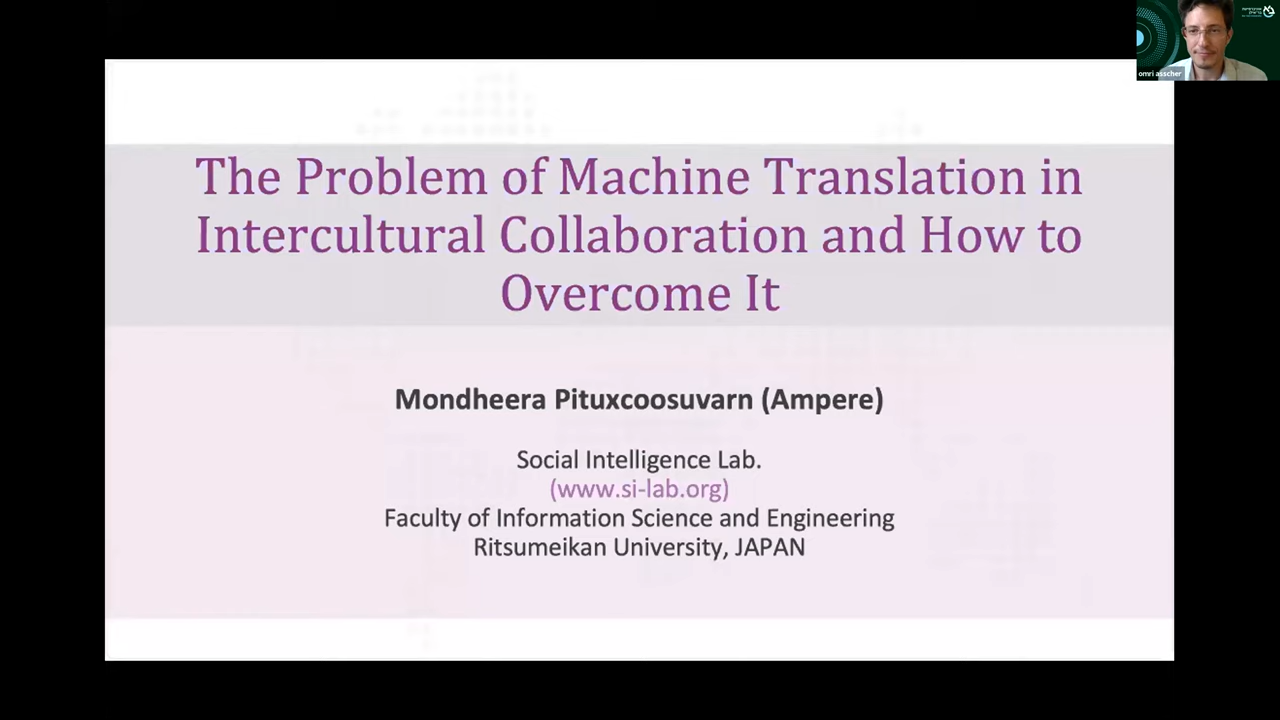 omri asscher
The Problem of Machine Translation in
Intercultural Collaboration and How to
Overcome It
Mondheera Pituxcoosuvarn (Ampere)
Social Intelligence Lab.
(www.si-lab.org)
Faculty of Information Science and Engineering
Ritsumeikan University, JAPAN